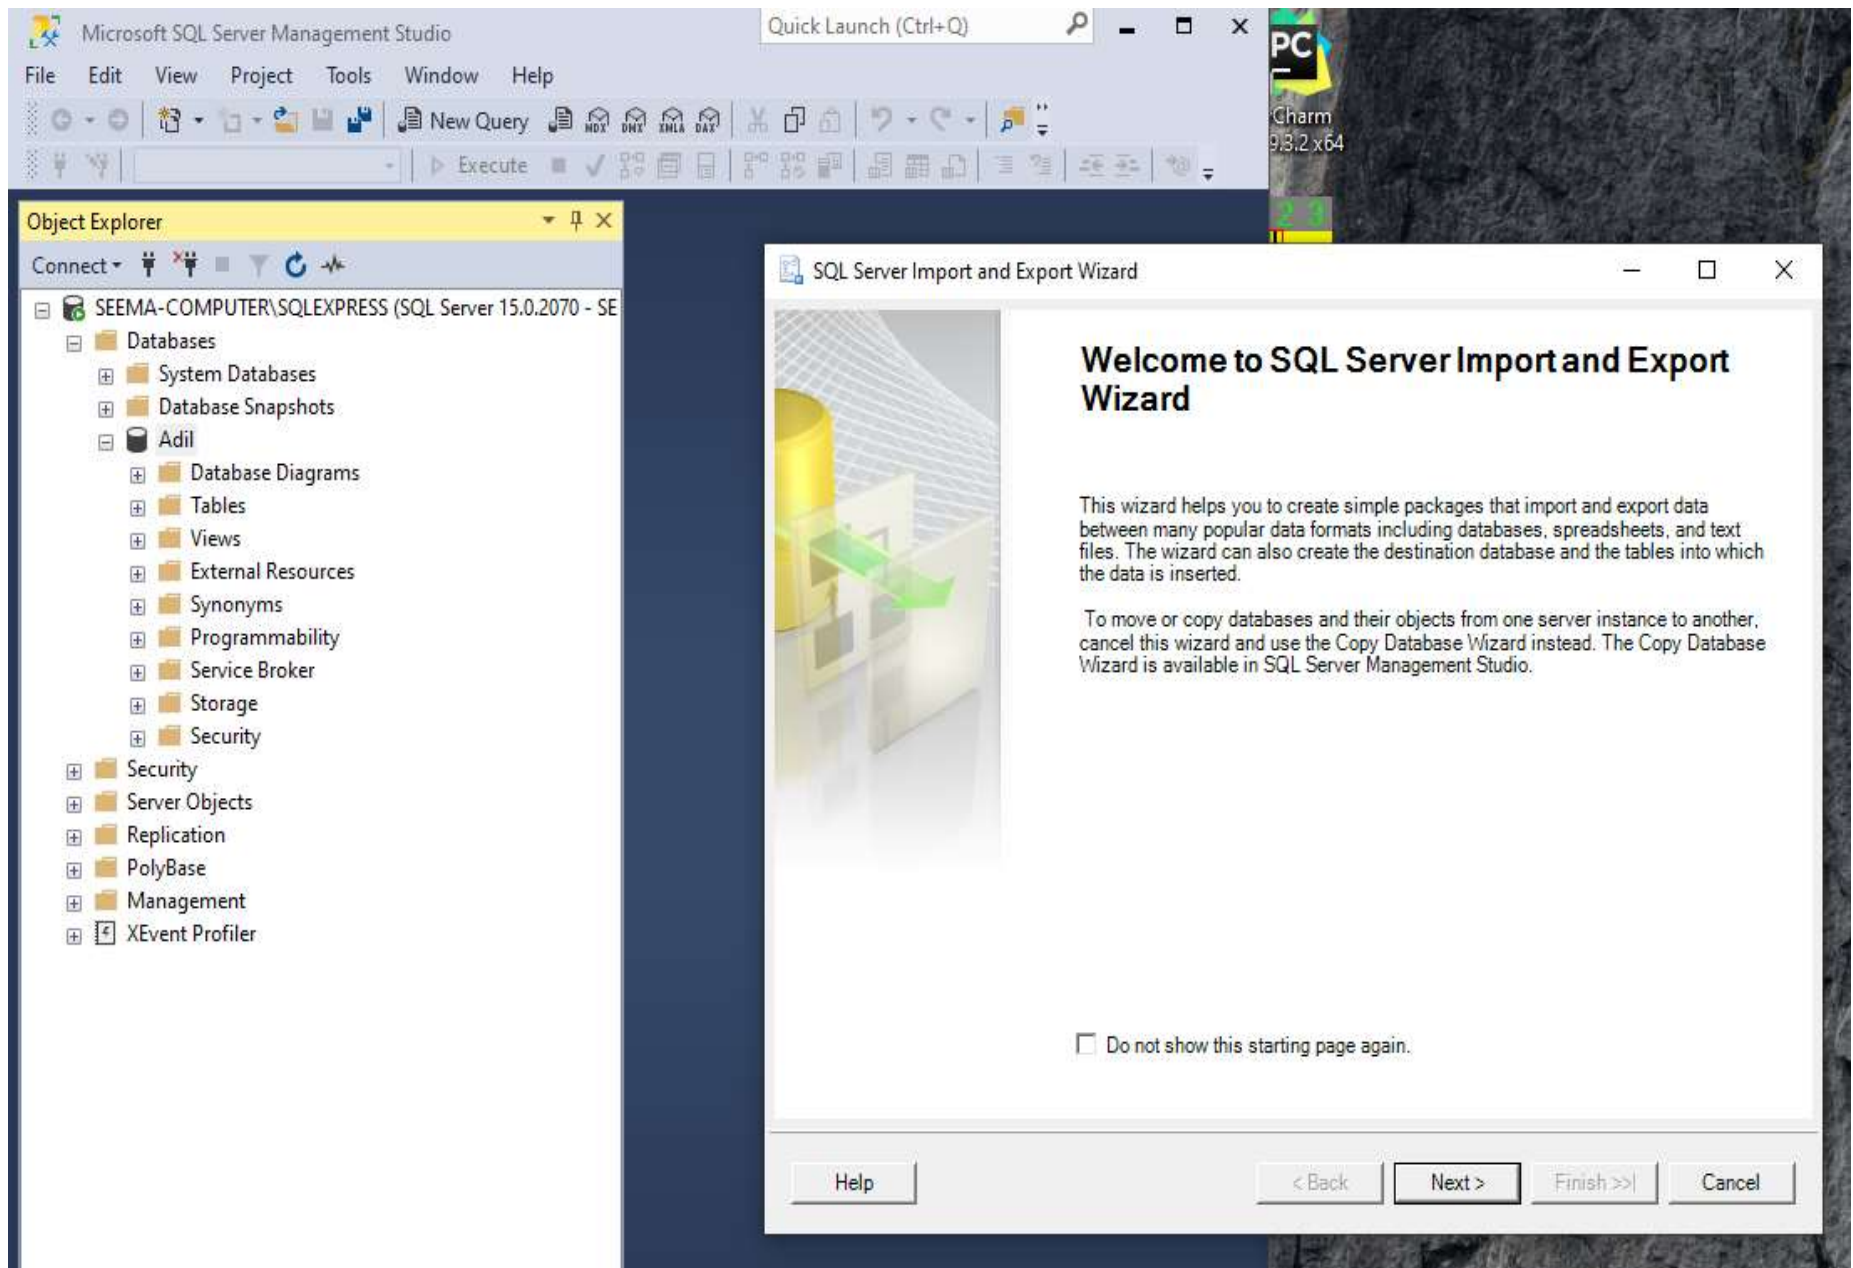 Microsoft SQL Server Management Studio
Quick Launch (Ctrl+Q)
File Edit View Project Tools Window Help
New Query MDX DMX XMLA DAX
Execute
PC
Charm
9.3.2 x64
2 3
Object Explorer
Connect
SEEMA-COMPUTER\SQLEXPRESS (SQL Server 15.0.2070 - SE
Databases
System Databases
Database Snapshots
Adil
Database Diagrams
Tables
Views
External Resources
Synonyms
Programmability
Service Broker
Storage
Security
Security
Server Objects
Replication
PolyBase
Management
XEvent Profiler
SQL Server Import and Export Wizard
Welcome to SQL Server Import and Export
Wizard
This wizard helps you to create simple packages that import and export data
between many popular data formats including databases, spreadsheets, and text
files. The wizard can also create the destination database and the tables into which
the data is inserted.
To move or copy databases and their objects from one server instance to another,
cancel this wizard and use the Copy Database Wizard instead. The Copy Database
Wizard is available in SQL Server Management Studio.
Do not show this starting page again.
Help < Back Next > Finish >>| Cancel